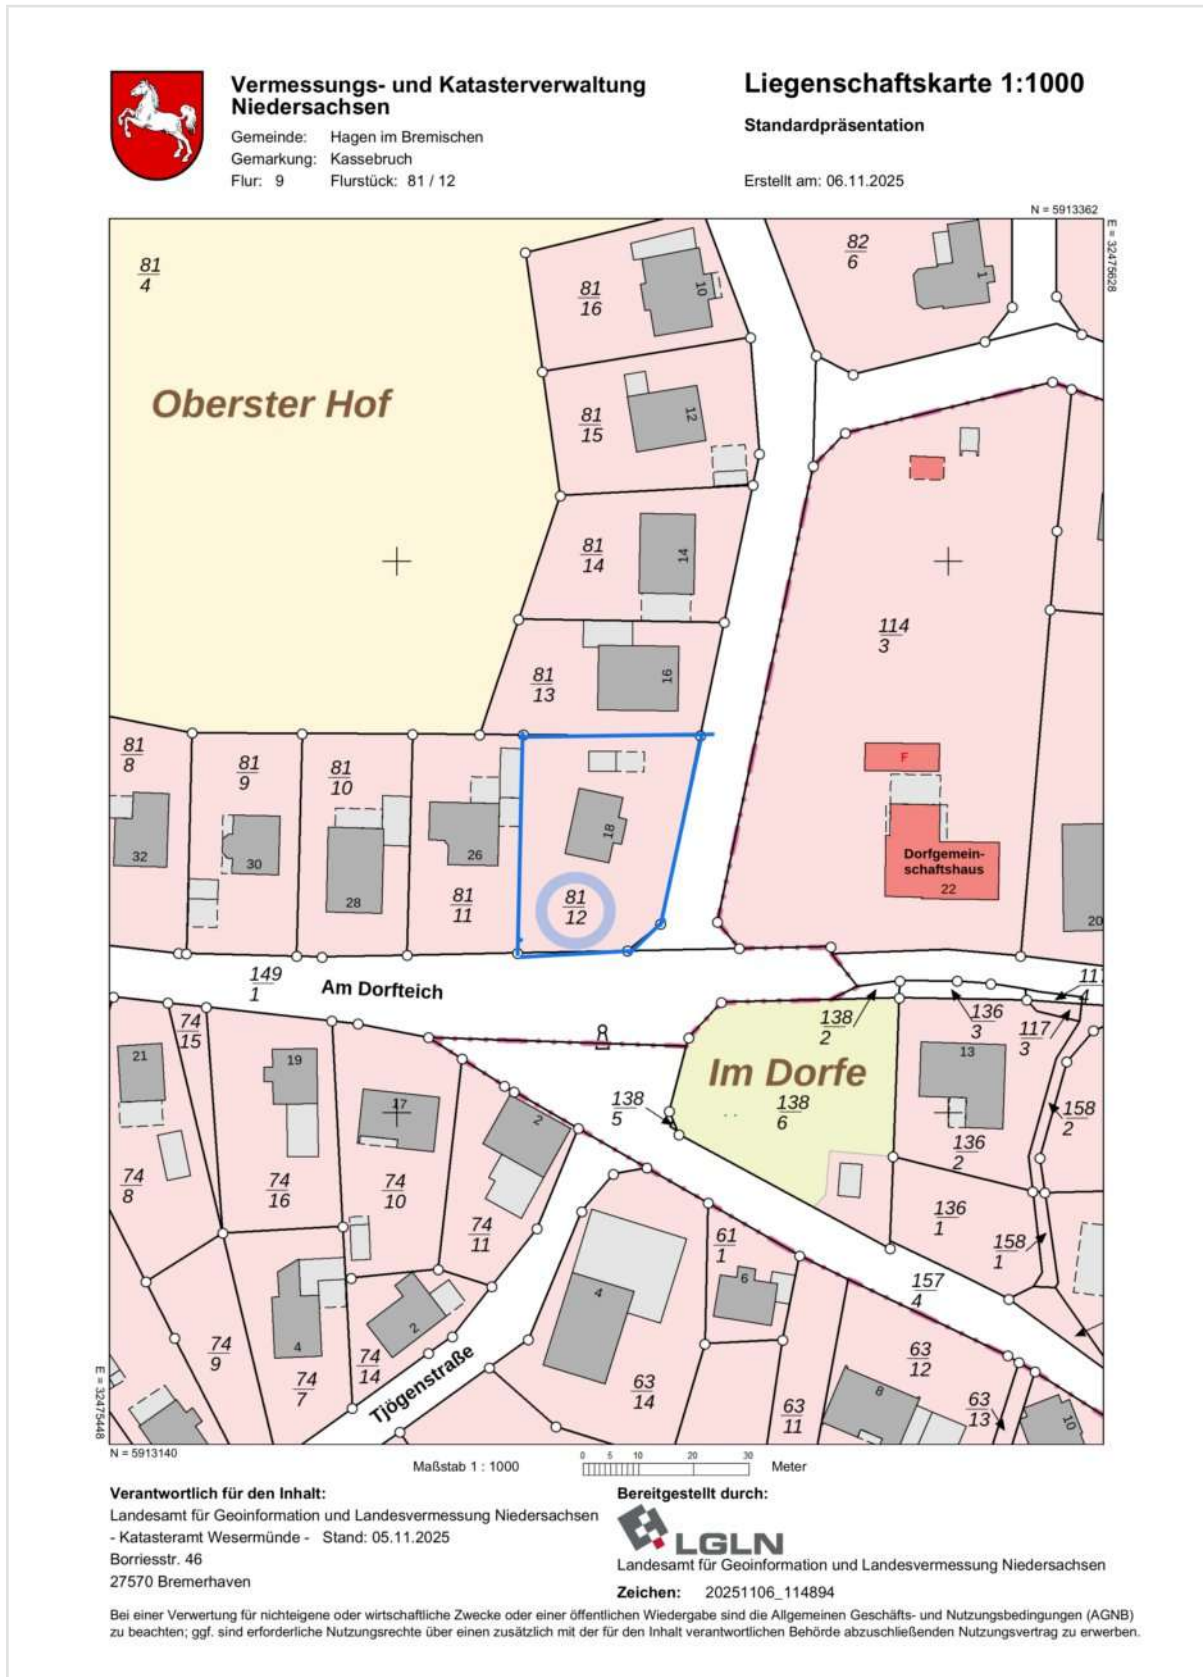 Vermessungs- und Katasterverwaltung
Niedersachsen
Gemeinde: Hagen im Bremischen
Gemarkung: Kassebruch
Flur: 9 Flurstück: 81 / 12
Liegenschaftskarte 1:1000
Standardpräsentation
Erstellt am: 06.11.2025
N = 5913362
E = 32475628
81
4
81
16
10
82
6
1
Oberster Hof
81
15
12
81
14
14
114
3
81
13
16
81
8
81
9
81
10
F
32
30
28
26
18
Dorfgemein-
schaftshaus
22
20
81
11
81
12
149
1
Am Dorfteich
117
4
138
2
136
3
117
3
74
15
21
19
17
2
138
5
Im Dorfe
138
6
13
158
2
136
2
74
8
74
16
74
10
74
11
61
1
136
1
158
1
157
4
4
6
4
2
74
9
74
7
74
14
Tjögenstraße
63
14
63
11
63
12
8
63
13
10
E = 32475448
N = 5913140
Maßstab 1 : 1000
0 5 10 20 30
Meter
Verantwortlich für den Inhalt:
Landesamt für Geoinformation und Landesvermessung Niedersachsen
- Katasteramt Wesermünde - Stand: 05.11.2025
Borriesstr. 46
27570 Bremerhaven
Bereitgestellt durch:
LGLN
Landesamt für Geoinformation und Landesvermessung Niedersachsen
Zeichen: 20251106_114894
Bei einer Verwertung für nichteigene oder wirtschaftliche Zwecke oder einer öffentlichen Wiedergabe sind die Allgemeinen Geschäfts- und Nutzungsbedingungen (AGNB)
zu beachten; ggf. sind erforderliche Nutzungsrechte über einen zusätzlich mit der für den Inhalt verantwortlichen Behörde abzuschließenden Nutzungsvertrag zu erwerben.